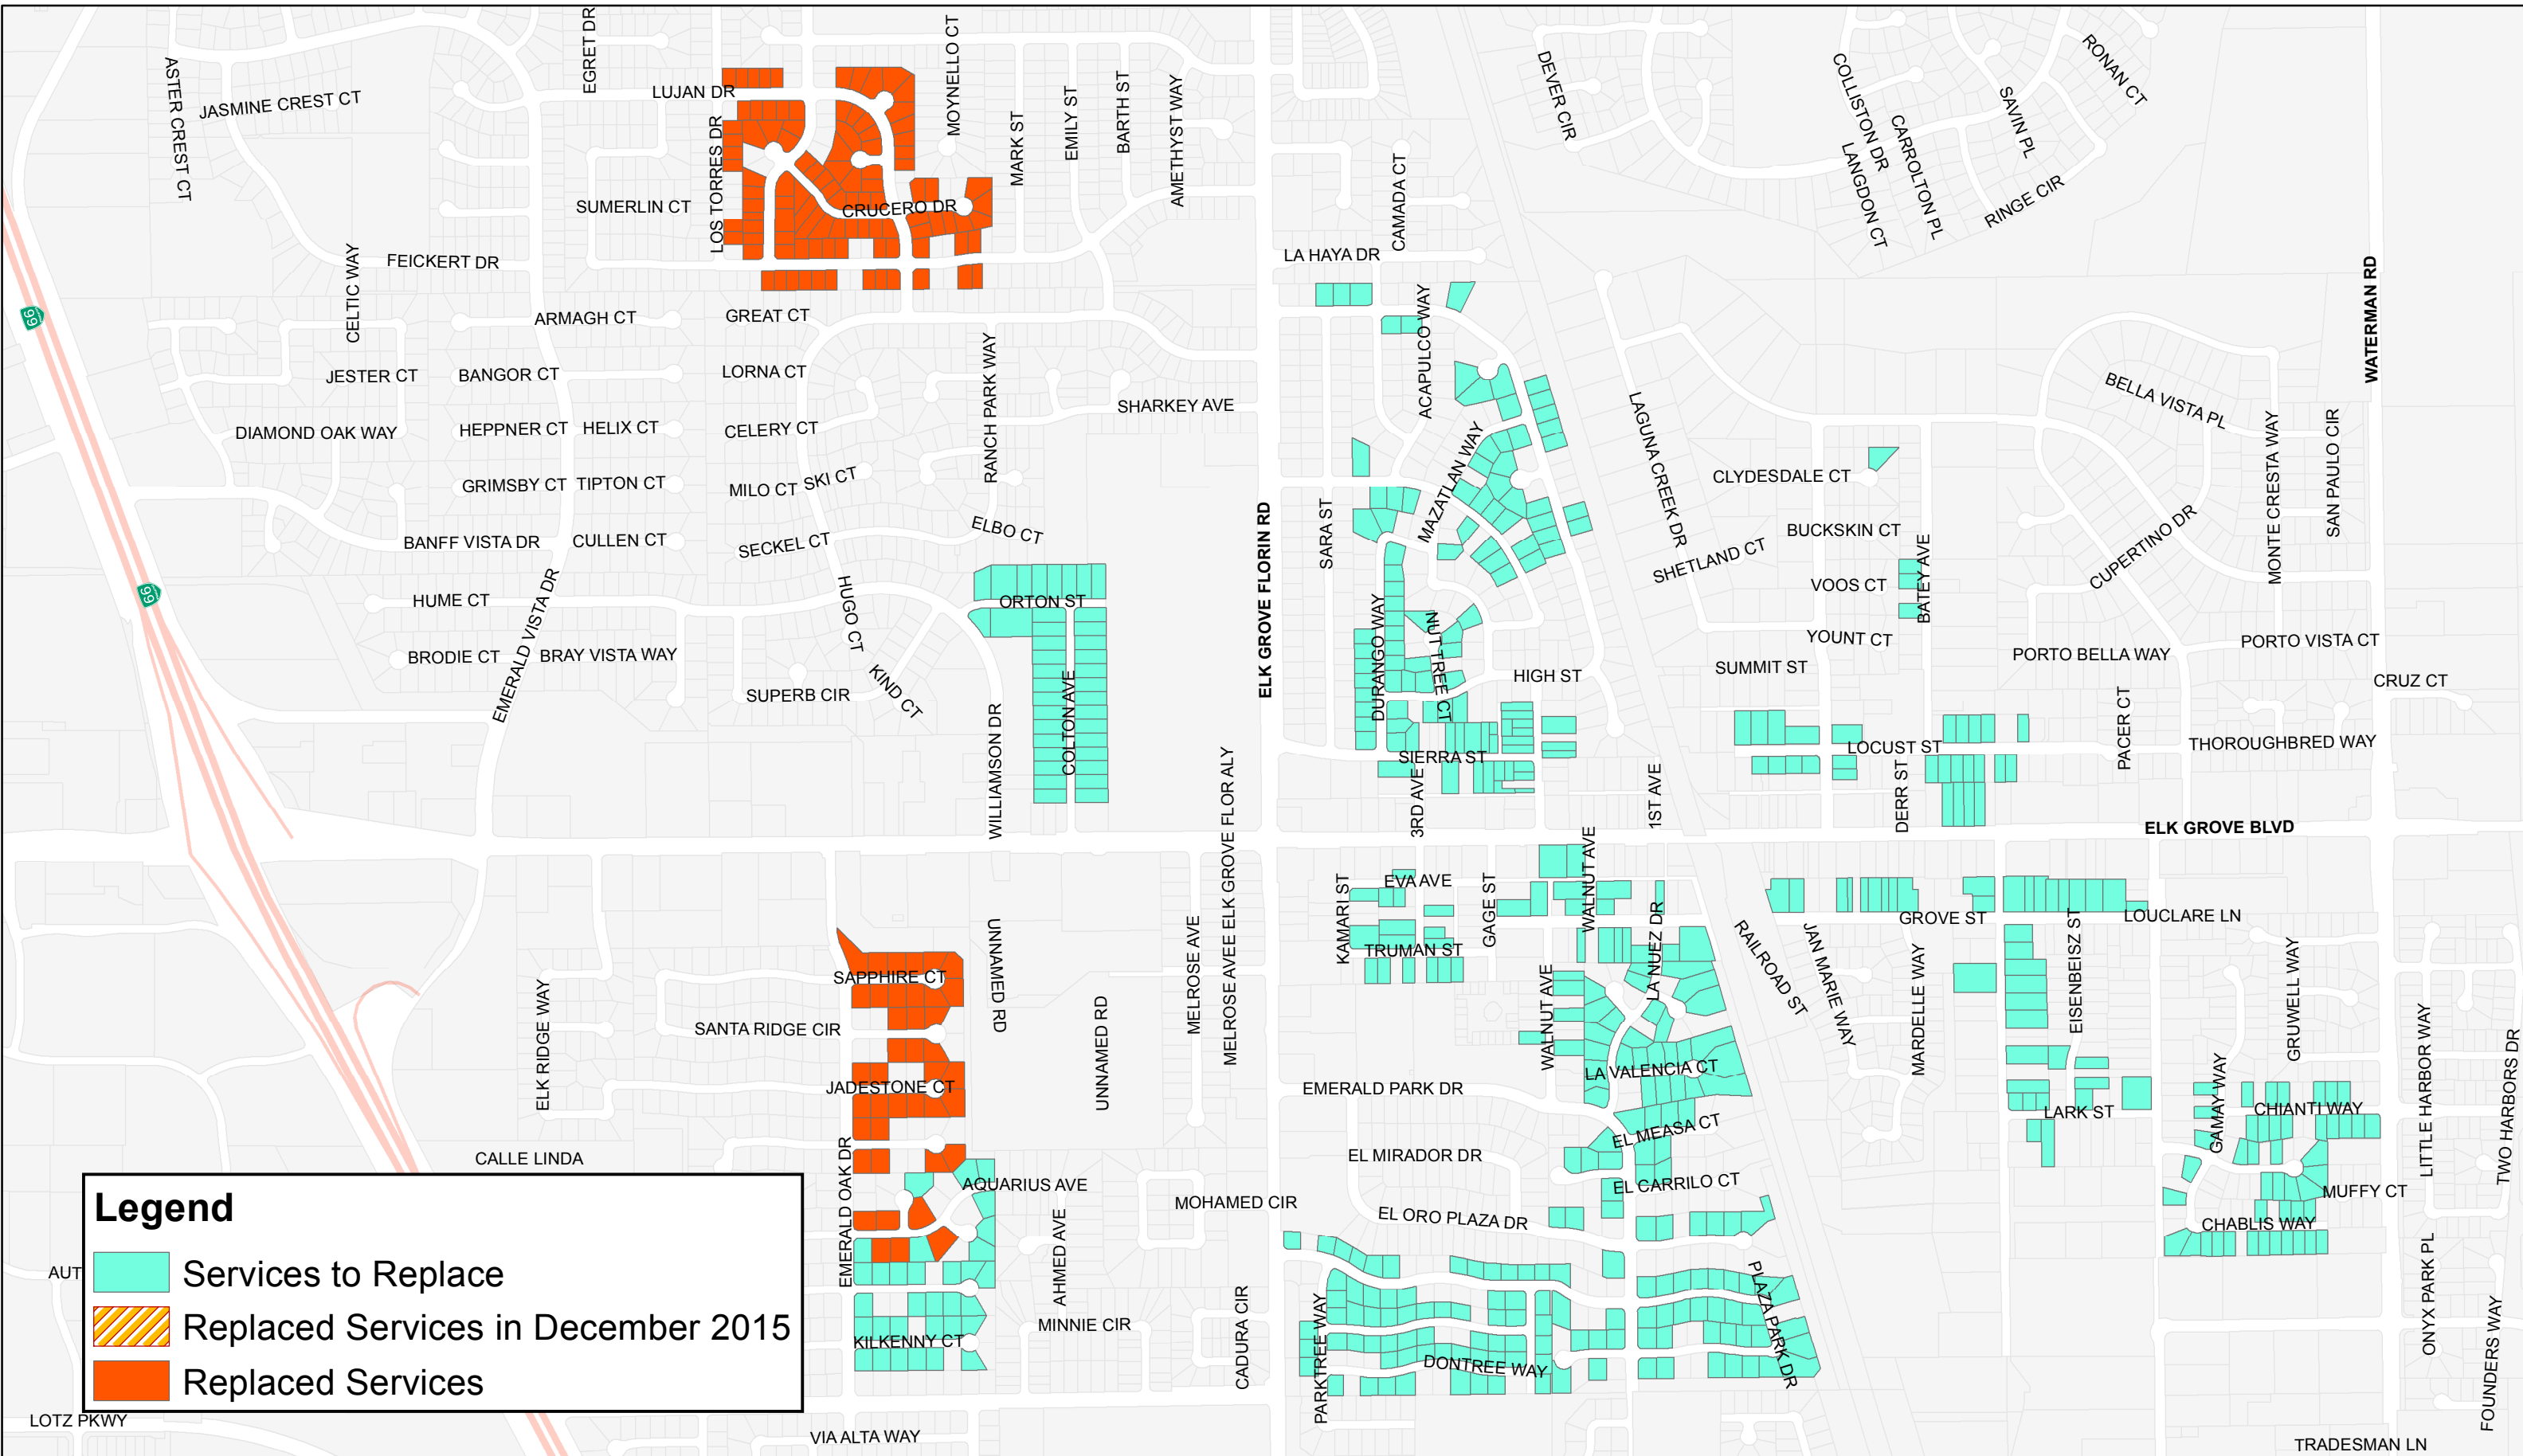 EGRET DR
MOYNELLO CT
DEVER CIR
COLLISTON DR
RONAN CT
ASTER CREST CT
JASMINE CREST CT
LUJAN DR
MARK ST
EMILY ST
BARTH ST
AMETHYST WAY
SAVIN PL
CARROLTON PL
LANGDON CT
RINGE CIR
LOS TORRES DR
SUMERLIN CT
CRUCERO DR
CAMADA CT
LA HAYA DR
CELTIC WAY
FEICKERT DR
WATERMAN RD
99
ARMAGH CT
GREAT CT
ACAPULCO WAY
RANCH PARK WAY
JESTER CT
BANGOR CT
LORNA CT
SHARKEY AVE
LAGUNA CREEK DR
BELLA VISTA PL
DIAMOND OAK WAY
HEPPNER CT
HELIX CT
CELERY CT
MONTE CRESTA WAY
SAN PAULO CIR
GRIMSBY CT
TIPTON CT
MILO CT
SKI CT
MAZATLAN WAY
CLYDESDALE CT
ELK GROVE FLORIN RD
SARA ST
ELBO CT
BUCKSKIN CT
BANFF VISTA DR
CULLEN CT
SECKEL CT
SHETLAND CT
CUPERTINO DR
99
HUME CT
EMERALD VISTA DR
HUGO CT
ORTON ST
VOOS CT
BATEY AVE
DURANGO WAY
NUT TREE CT
YOUNT CT
PORTO VISTA CT
BRODIE CT
BRAY VISTA WAY
KIND CT
SUPERB CIR
HIGH ST
SUMMIT ST
PORTO BELLA WAY
CRUZ CT
WILLIAMSON DR
COLTON AVE
PACER CT
SIERRA ST
LOCUST ST
THOROUGHBRED WAY
3RD AVE
1ST AVE
DERR ST
MELROSE AVEE ELK GROVE FLOR ALY
ELK GROVE BLVD
WALNUT AVE
KAMARI ST
EVA AVE
GAGE ST
TRUMAN ST
LA NUEZ DR
GROVE ST
LOUCLARE LN
UNNAMED RD
MELROSE AVE
RAILROAD ST
JAN MARIE WAY
MARDELLE WAY
EISENBEISZ ST
GRUWELL WAY
SAPPHIRE CT
ELK RIDGE WAY
SANTA RIDGE CIR
UNNAMED RD
WALNUT AVE
LITTLE HARBOR WAY
TWO HARBORS DR
JADESTONE CT
EMERALD PARK DR
LA VALENCIA CT
GAMAY WAY
LARK ST
CHIANTI WAY
EL MEASA CT
CALLE LINDA
EMERALD OAK DR
AQUARIUS AVE
EL MIRADOR DR
EL CARRILO CT
MUFFY CT
MOHAMED CIR
EL ORO PLAZA DR
CHABLIS WAY
AHMED AVE
PLAZA PARK DR
ONYX PARK PL
FOUNDERS WAY
MINNIE CIR
CADURA CIR
PARKTREE WAY
KILKENNY CT
DONTREE WAY
AUT
LOTZ PKWY
VIA ALTA WAY
TRADESMAN LN
Legend
Services to Replace
Replaced Services in December 2015
Replaced Services